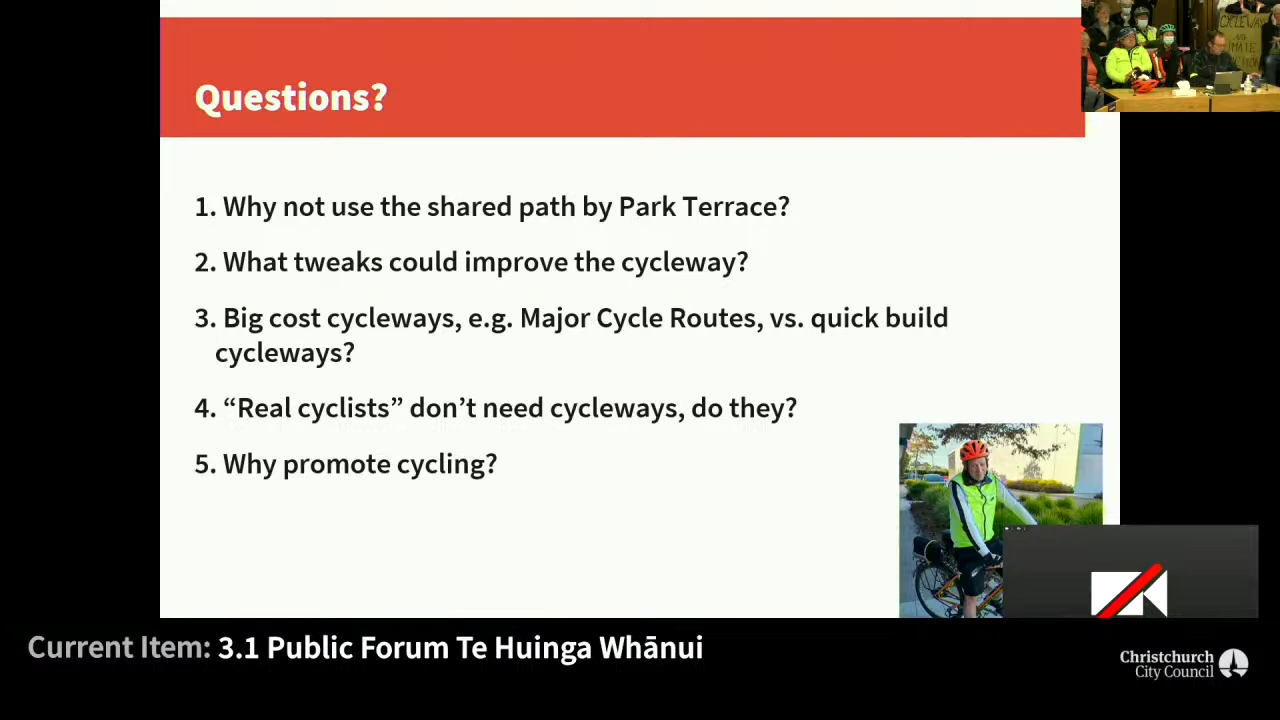 Questions?
1. Why not use the shared path by Park Terrace?
2. What tweaks could improve the cycleway?
3. Big cost cycleways, e.g. Major Cycle Routes, vs. quick build
cycleways?
4. “Real cyclists” don’t need cycleways, do they?
5. Why promote cycling?
CYCLEWAY
Current Item: 3.1 Public Forum Te Huinga Whānui
Christchurch
City Council